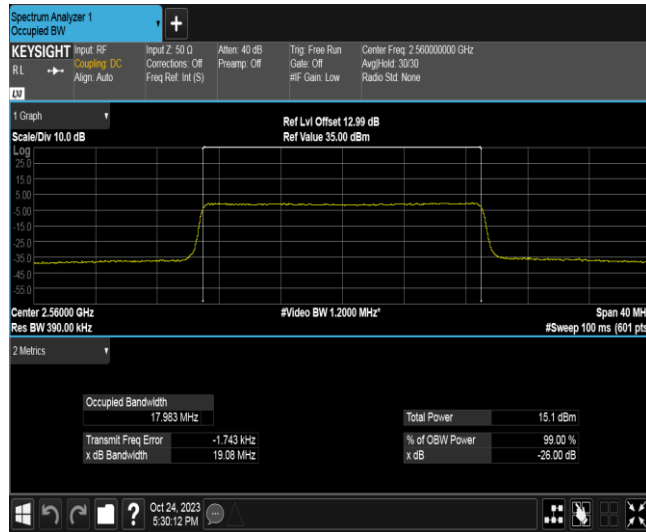 Spectrum Analyzer 1
Occupied BW
+
KEYSIGHT Input: RF Input Z: 50 Ω Atten: 40 dB Trig: Free Run Center Freq: 2.560000000 GHz
RL Coupling: DC Corrections: Off Preamp: Off Gate: Off Avg|Hold: 30/30
Align: Auto Freq Ref: Int (S) #IF Gain: Low Radio Std: None
LXI
1 Graph
Ref Lvl Offset 12.99 dB
Scale/Div 10.0 dB Ref Value 35.00 dBm
Log
25.0
15.0
5.00
-5.00
-15.0
-25.0
-35.0
-45.0
-55.0
Center 2.56000 GHz #Video BW 1.2000 MHz* Span 40 MH
Res BW 390.00 kHz #Sweep 100 ms (601 pts
2 Metrics
Occupied Bandwidth
17.983 MHz Total Power 15.1 dBm
Transmit Freq Error -1.743 kHz % of OBW Power 99.00 %
x dB Bandwidth 19.08 MHz x dB -26.00 dB
? Oct 24, 2023
5:30:12 PM